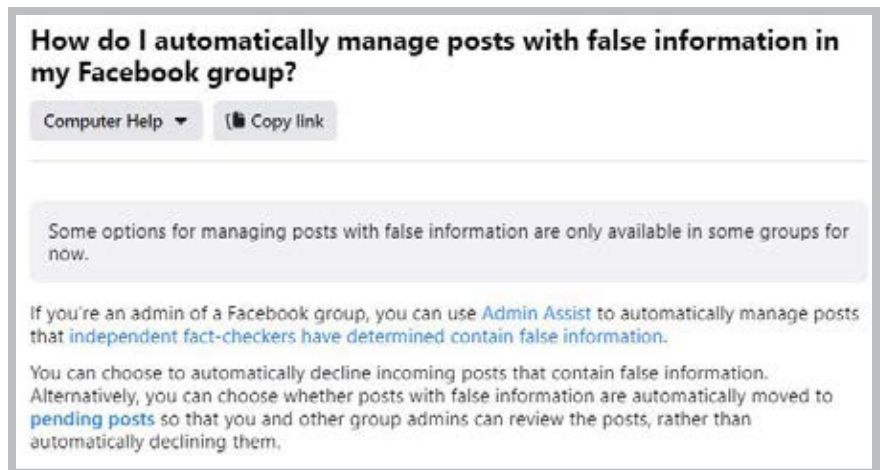 How do I automatically manage posts with false information in
my Facebook group?
Computer Help
Copy link
Some options for managing posts with false information are only available in some groups for
now.
If you're an admin of a Facebook group, you can use Admin Assist to automatically manage posts
that independent fact-checkers have determined contain false information.
You can choose to automatically decline incoming posts that contain false information.
Alternatively, you can choose whether posts with false information are automatically moved to
pending posts so that you and other group admins can review the posts, rather than
automatically declining them.